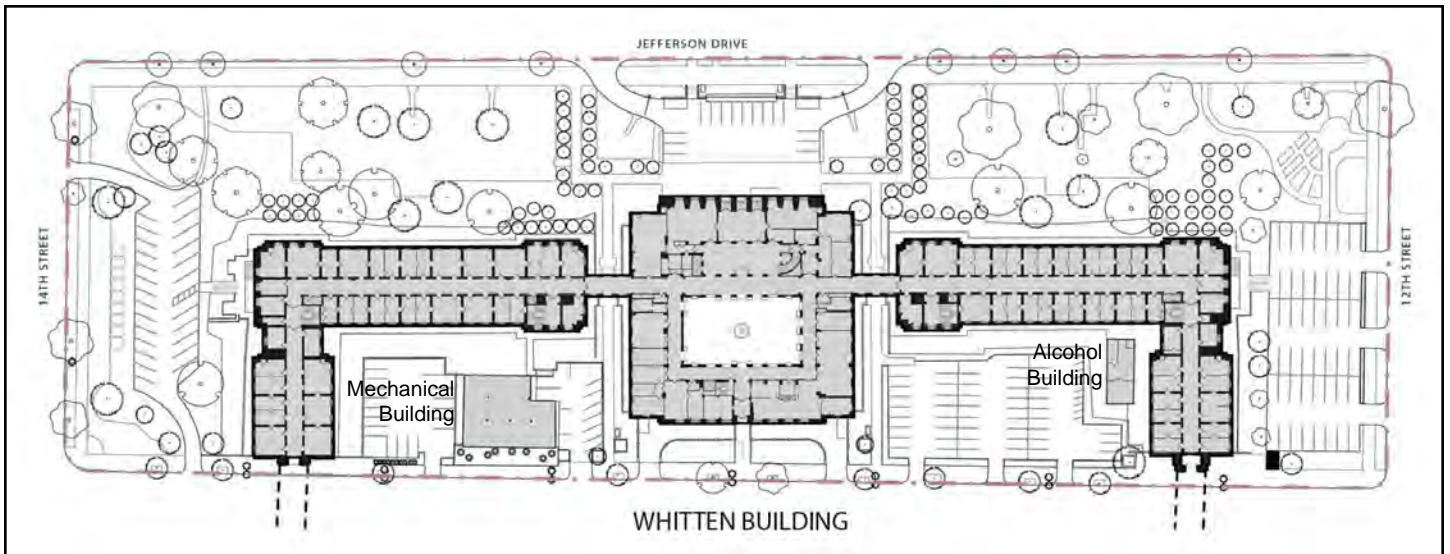 JEFFERSON DRIVE
14TH STREET
12TH STREET
Mechanical
Building
Alcohol
Building
WHITTEN BUILDING